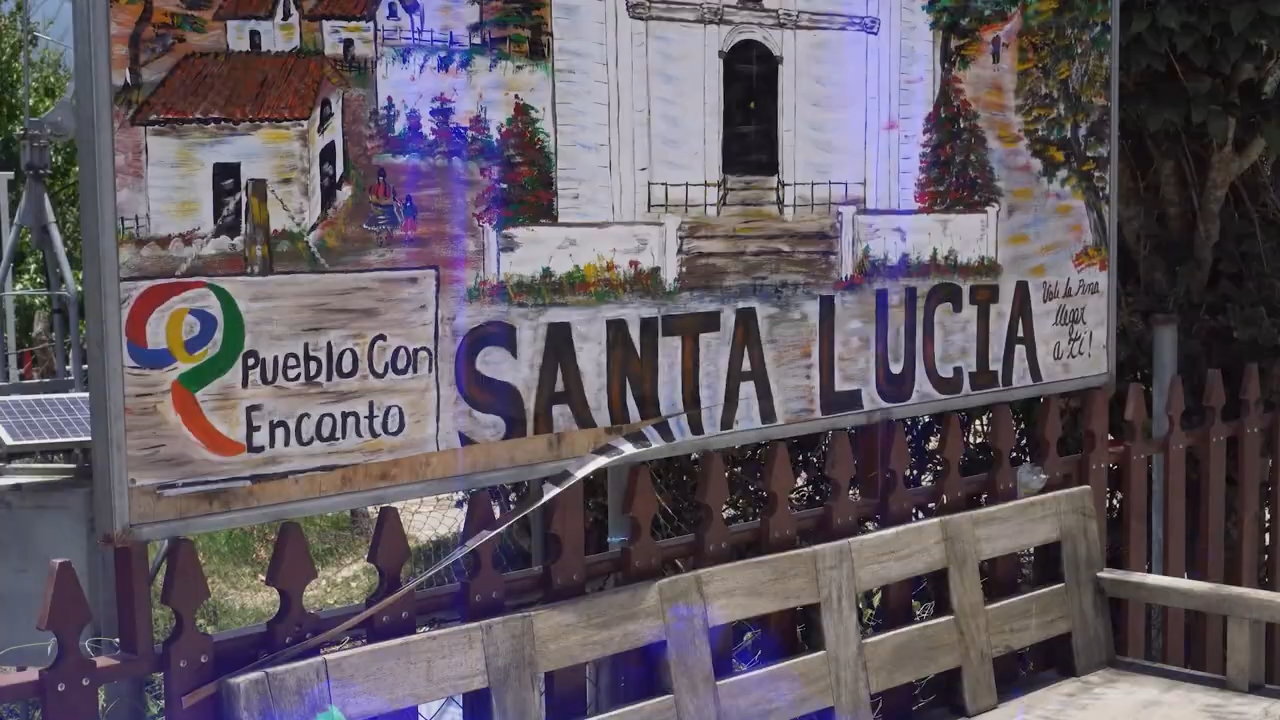 Pueblo Con
Encanto
SANTA LUCIA
Vale la Pena
llegar
a ti!